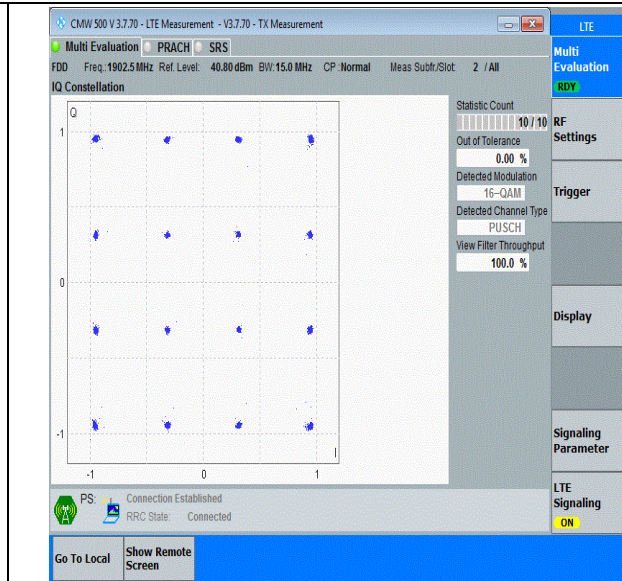 CMW 500 V 3.7.70 - LTE Measurement - V3.7.70 - TX Measurement
LTE
Multi Evaluation PRACH SRS
FDD Freq.:1902.5 MHz Ref. Level: 40.80 dBm BW:15.0 MHz CP :Normal Meas Subfr./Slot: 2 / All
IQ Constellation
Q
1
0
-1
-1 0 1
I
Statistic Count
10 / 10
Out of Tolerance
0.00 %
Detected Modulation
16-QAM
Detected Channel Type
PUSCH
View Filter Throughput
100.0 %
Multi
Evaluation
RDY
RF
Settings
Trigger
Display
Signaling
Parameter
LTE
Signaling
ON
PS: Connection Established
RRC State: Connected
Go To Local
Show Remote
Screen